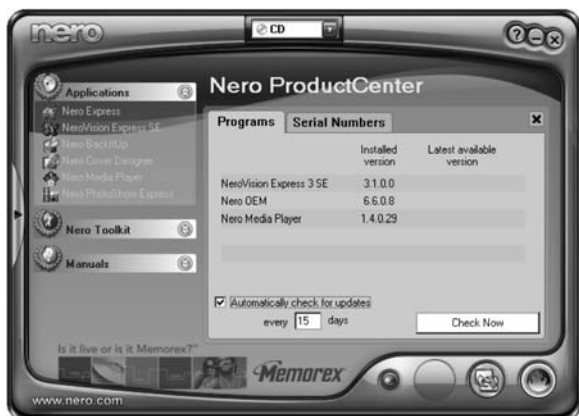 nero
CD
Applications
Nero Express
NeroVision Express SE
Nero BackItUp
Nero Cover Designer
Nero Media Player
Nero PhotoShow Express
Nero Toolkit
Manuals
Nero ProductCenter
Programs Serial Numbers
Installed version Latest available version
NeroVision Express 3 SE 3.1.0.0
Nero OEM 6.6.0.8
Nero Media Player 1.4.0.29
Automatically check for updates
every 15 days
Check Now
Is it live or is it Memorex?"
Memorex
www.nero.com